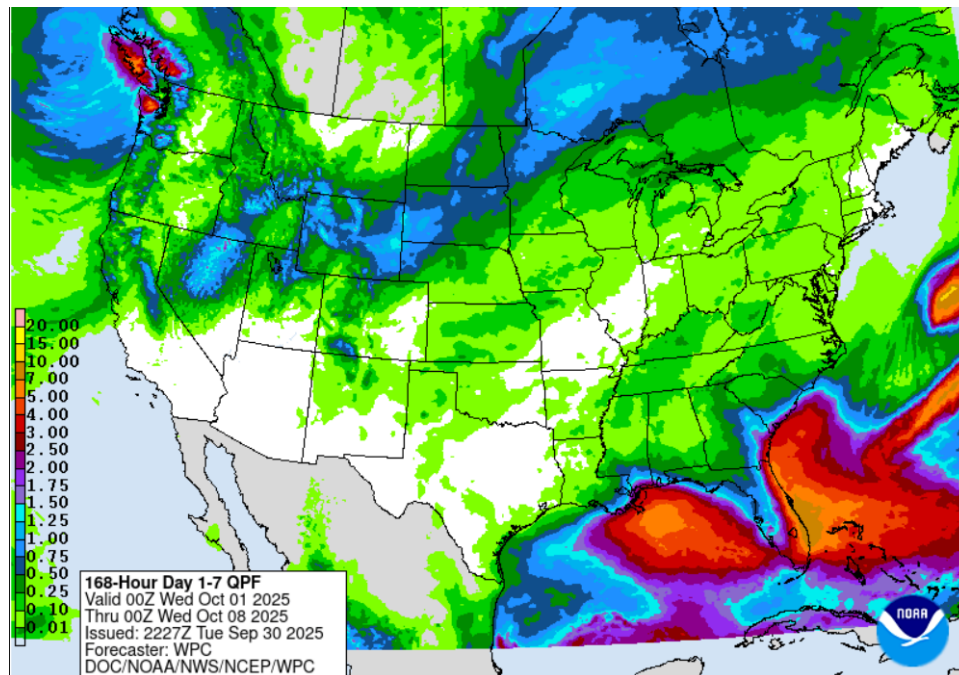 20.00
15.00
10.00
7.00
5.00
4.00
3.00
2.50
2.00
1.75
1.50
1.25
1.00
0.75
0.50
0.25
0.10
0.01
168-Hour Day 1-7 QPF
Valid 00Z Wed Oct 01 2025
Thru 00Z Wed Oct 08 2025
Issued: 2227Z Tue Sep 30 2025
Forecaster: WPC
DOC/NOAA/NWS/NCEP/WPC
NOAA